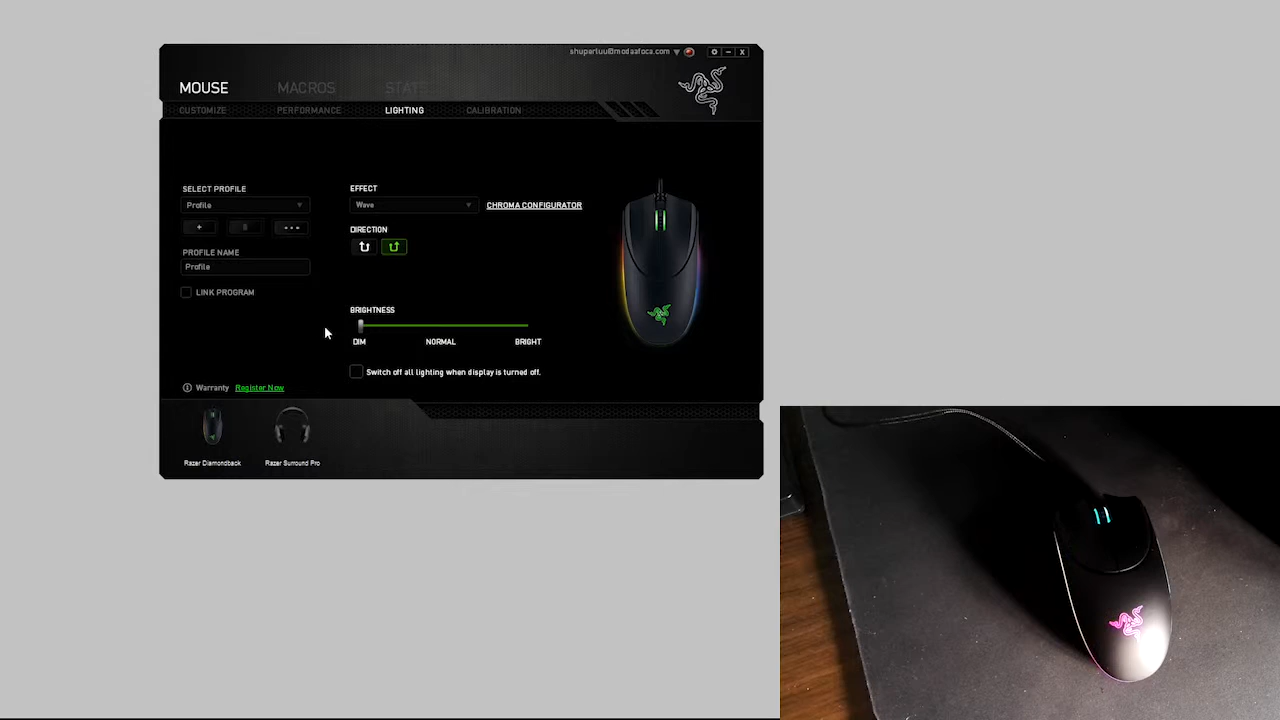 shuperluu@modaafoca.com
MOUSE MACROS STATS
CUSTOMIZE PERFORMANCE LIGHTING CALIBRATION
SELECT PROFILE
Profile
PROFILE NAME
Profile
LINK PROGRAM
EFFECT
Wave
CHROMA CONFIGURATOR
DIRECTION
BRIGHTNESS
DIM NORMAL BRIGHT
Switch off all lighting when display is turned off.
Warranty Register Now
Razer Diamondback Razer Surround Pro